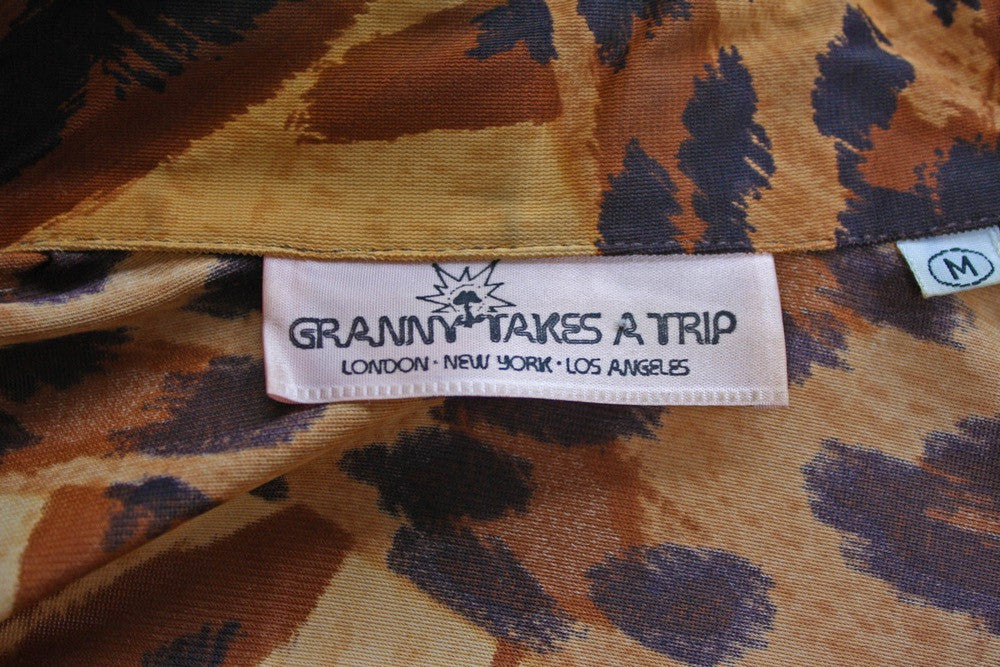 GRANNY TAKES A TRIP
LONDON · NEW YORK · LOS ANGELES
M